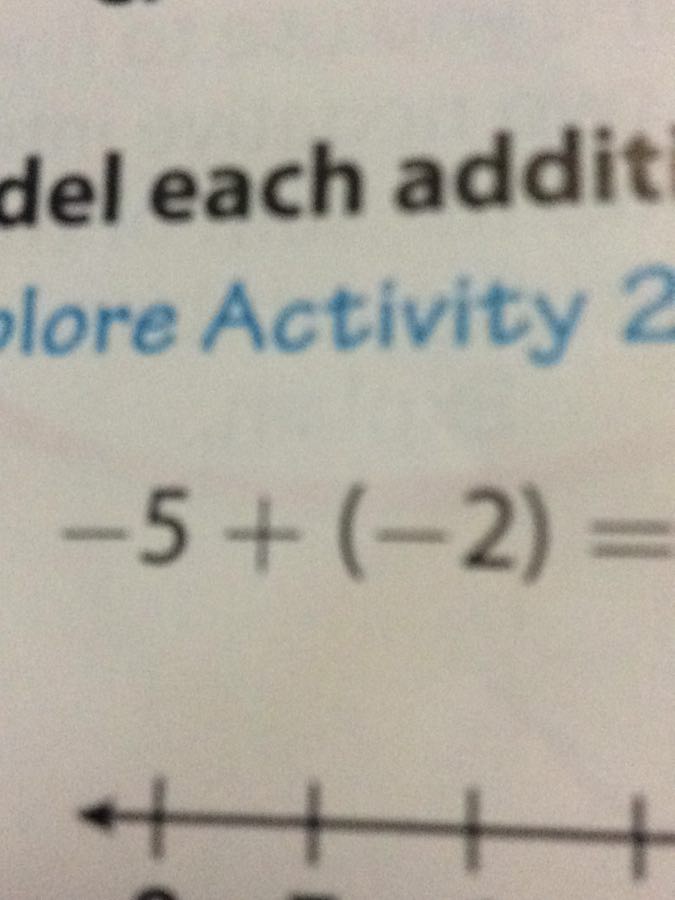 del each additi
plore Activity 2
−5 + (−2) =